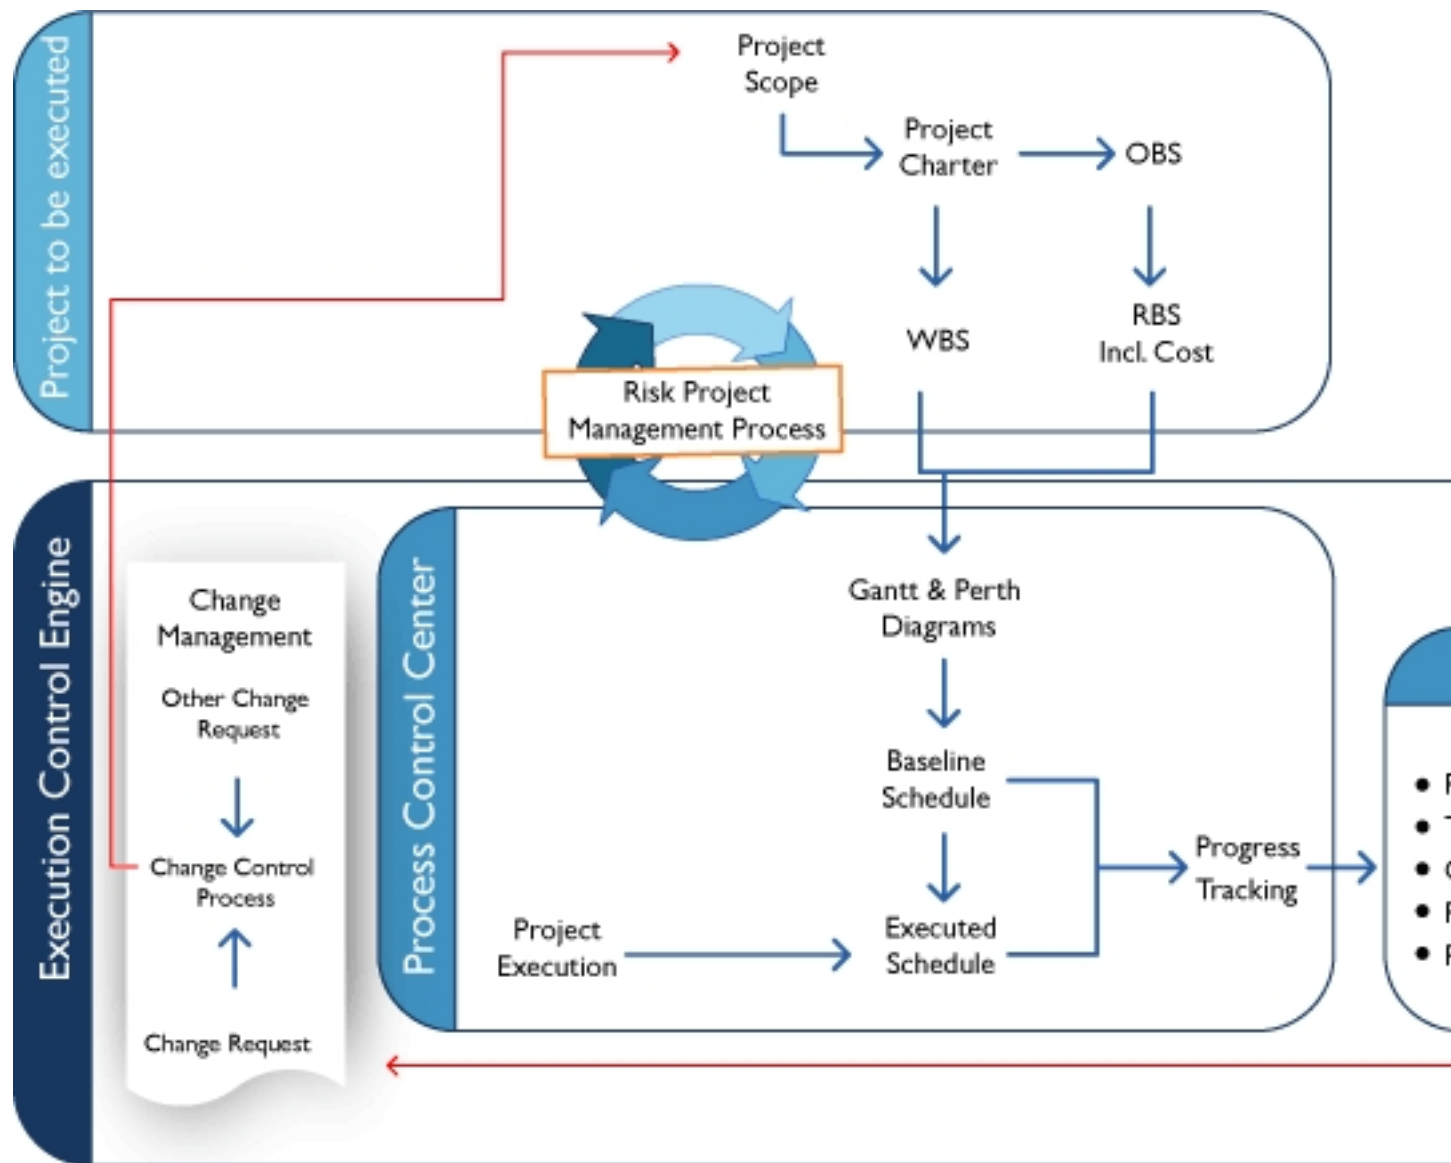 Project to be executed
Project
Scope
Project
Charter
OBS
WBS
RBS
Incl. Cost
Risk Project
Management Process
Execution Control Engine
Change
Management
Other Change
Request
Change Control
Process
Change Request
Process Control Center
Gantt & Perth
Diagrams
Baseline
Schedule
Executed
Schedule
Project
Execution
Progress
Tracking